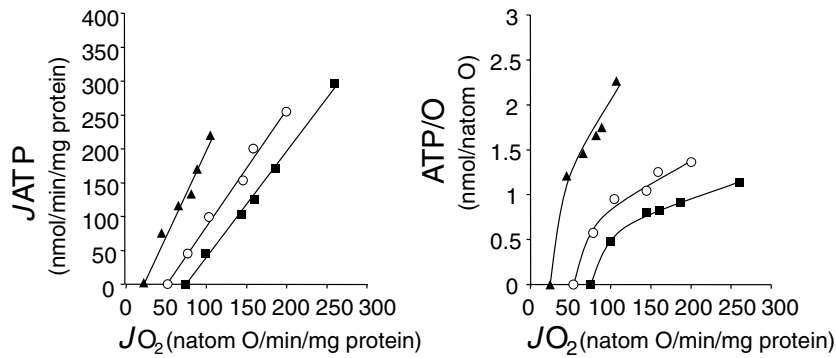 400
350
300
250
200
150
100
50
0
JATP
(nmol/min/mg protein)
0 50 100 150 200 250 300
JO₂ (natom O/min/mg protein)
3
2.5
2
1.5
1
0.5
0
ATP/O
(nmol/natom O)
0 50 100 150 200 250 300
JO₂ (natom O/min/mg protein)